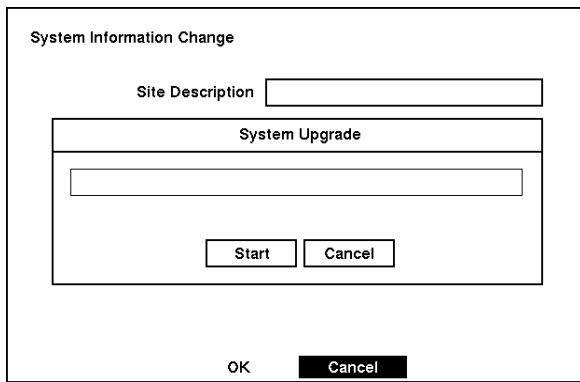 System Information Change
Site Description
System Upgrade
Start Cancel
OK Cancel